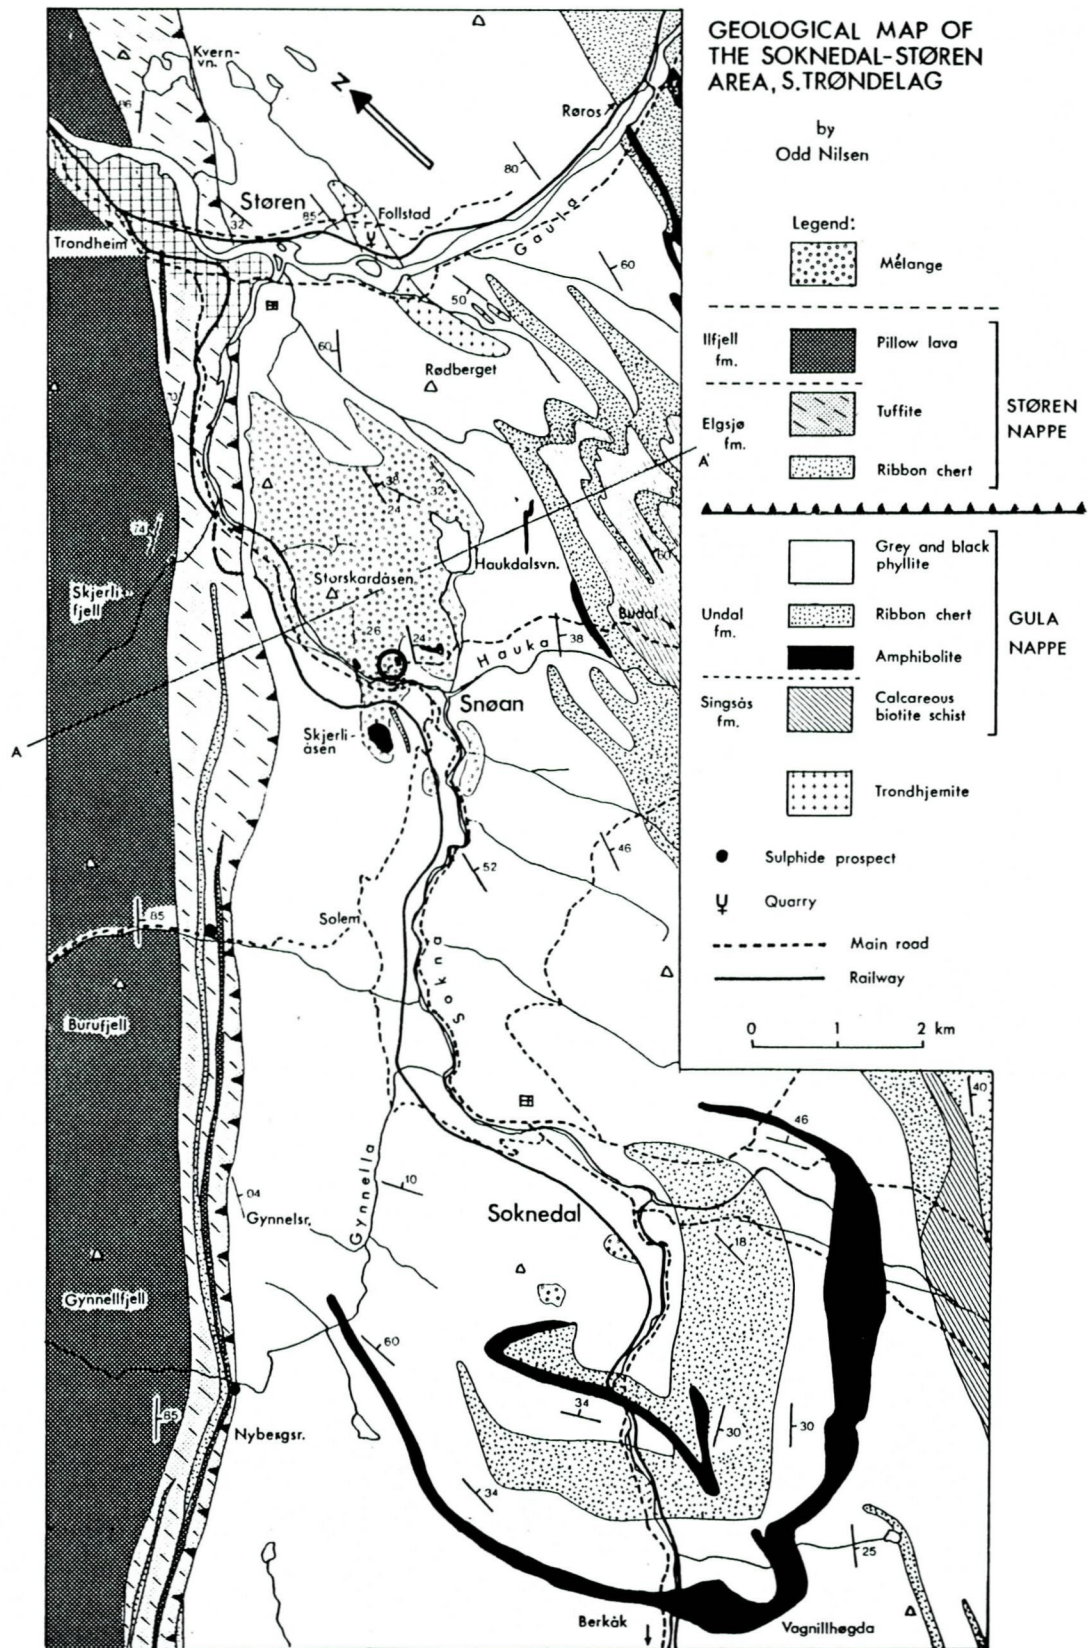 GEOLOGICAL MAP OF
THE SOKNEDAL-STØREN
AREA, S.TRØNDELAG
by
Odd Nilsen
Legend:
Mélange
Ilfjell
fm.
Pillow lava
Elgsjø
fm.
Tuffite
Ribbon chert
STØREN
NAPPE
Undal
fm.
Grey and black
phyllite
Ribbon chert
Amphibolite
Singsås
fm.
Calcareous
biotite schist
GULA
NAPPE
Trondhjemite
Sulphide prospect
Quarry
Main road
Railway
0 1 2 km
Kvern-
vn.
N
Røros
86
80
Støren
85
Follstad
32
Trondheim
Gaula
60
50
60
Rødberget
A'
38
32
24
74
60
Haukdalsvn.
Storskardåsen
Skjerli-
fjell
Budal
26
24
Hauka
38
Snøan
Skjerli-
åsen
A
46
52
85
Solem
Sokna
Burufjell
40
46
Gynnella
10
04
Gynnelsr.
Soknedal
18
Gynnellfjell
60
34
30
30
85
Nybergsr.
34
25
Berkåk
Vagnillhøgda